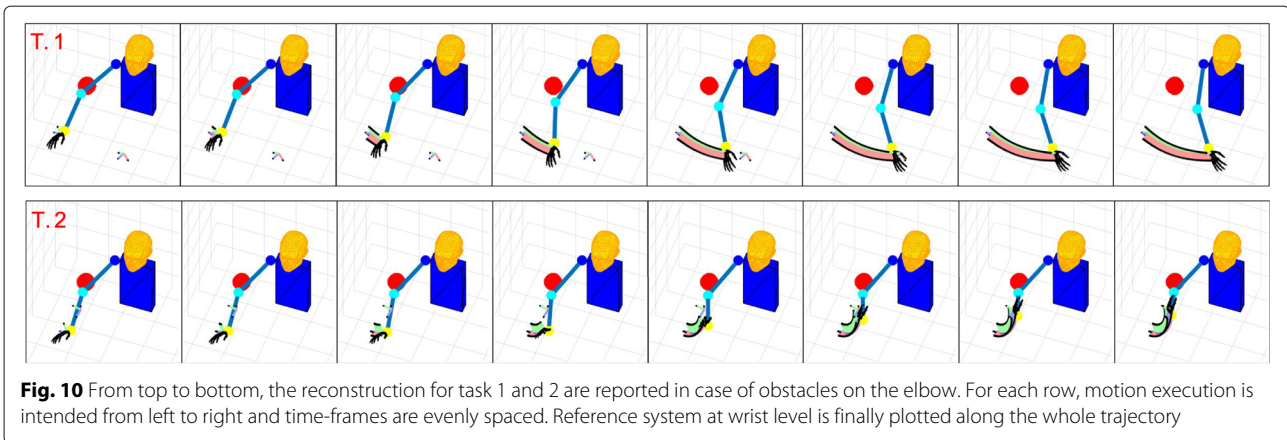 T. 1
T. 2
Fig. 10 From top to bottom, the reconstruction for task 1 and 2 are reported in case of obstacles on the elbow. For each row, motion execution is
intended from left to right and time-frames are evenly spaced. Reference system at wrist level is finally plotted along the whole trajectory